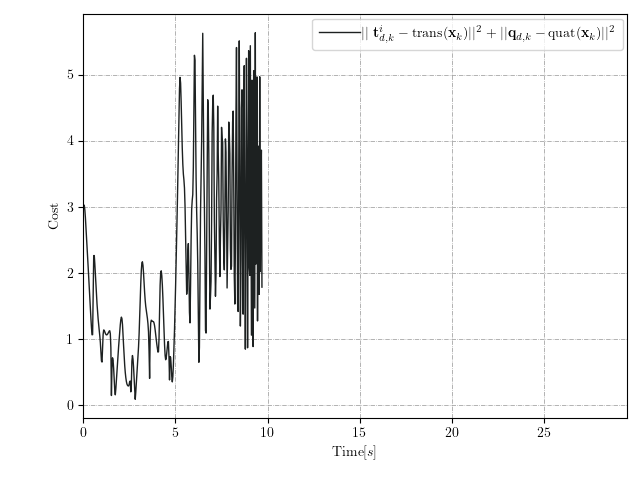 || t^i_{d,k} − trans(x_k)||² + ||q_{d,k} − quat(x_k)||²
5
4
3
2
1
0
Cost
0 5 10 15 20 25
Time[s]